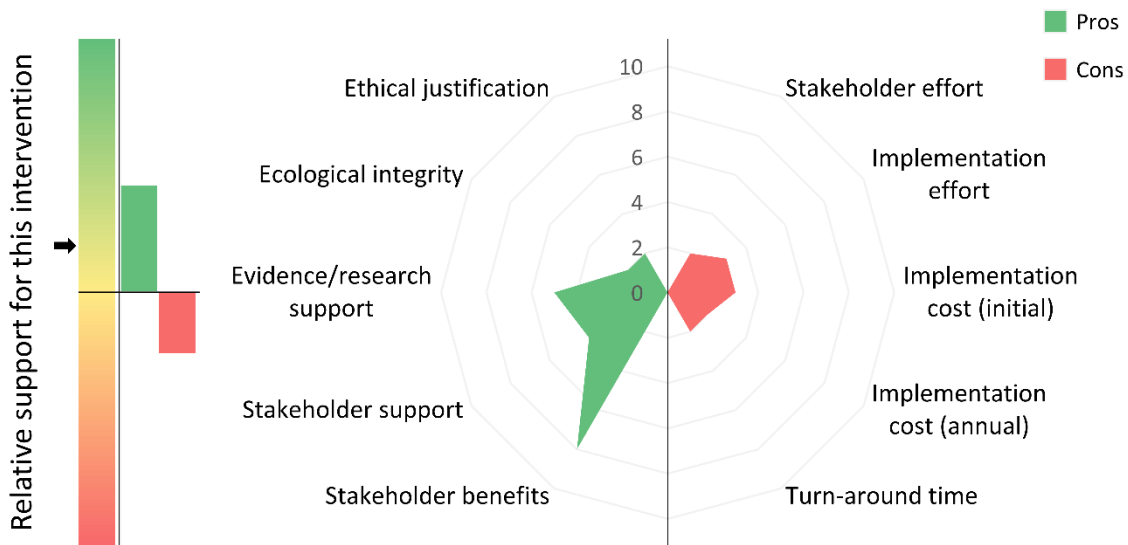 Relative support for this intervention
Pros
Cons
10
8
6
4
2
0
Ethical justification
Ecological integrity
Evidence/research
support
Stakeholder support
Stakeholder benefits
Stakeholder effort
Implementation
effort
Implementation
cost (initial)
Implementation
cost (annual)
Turn-around time